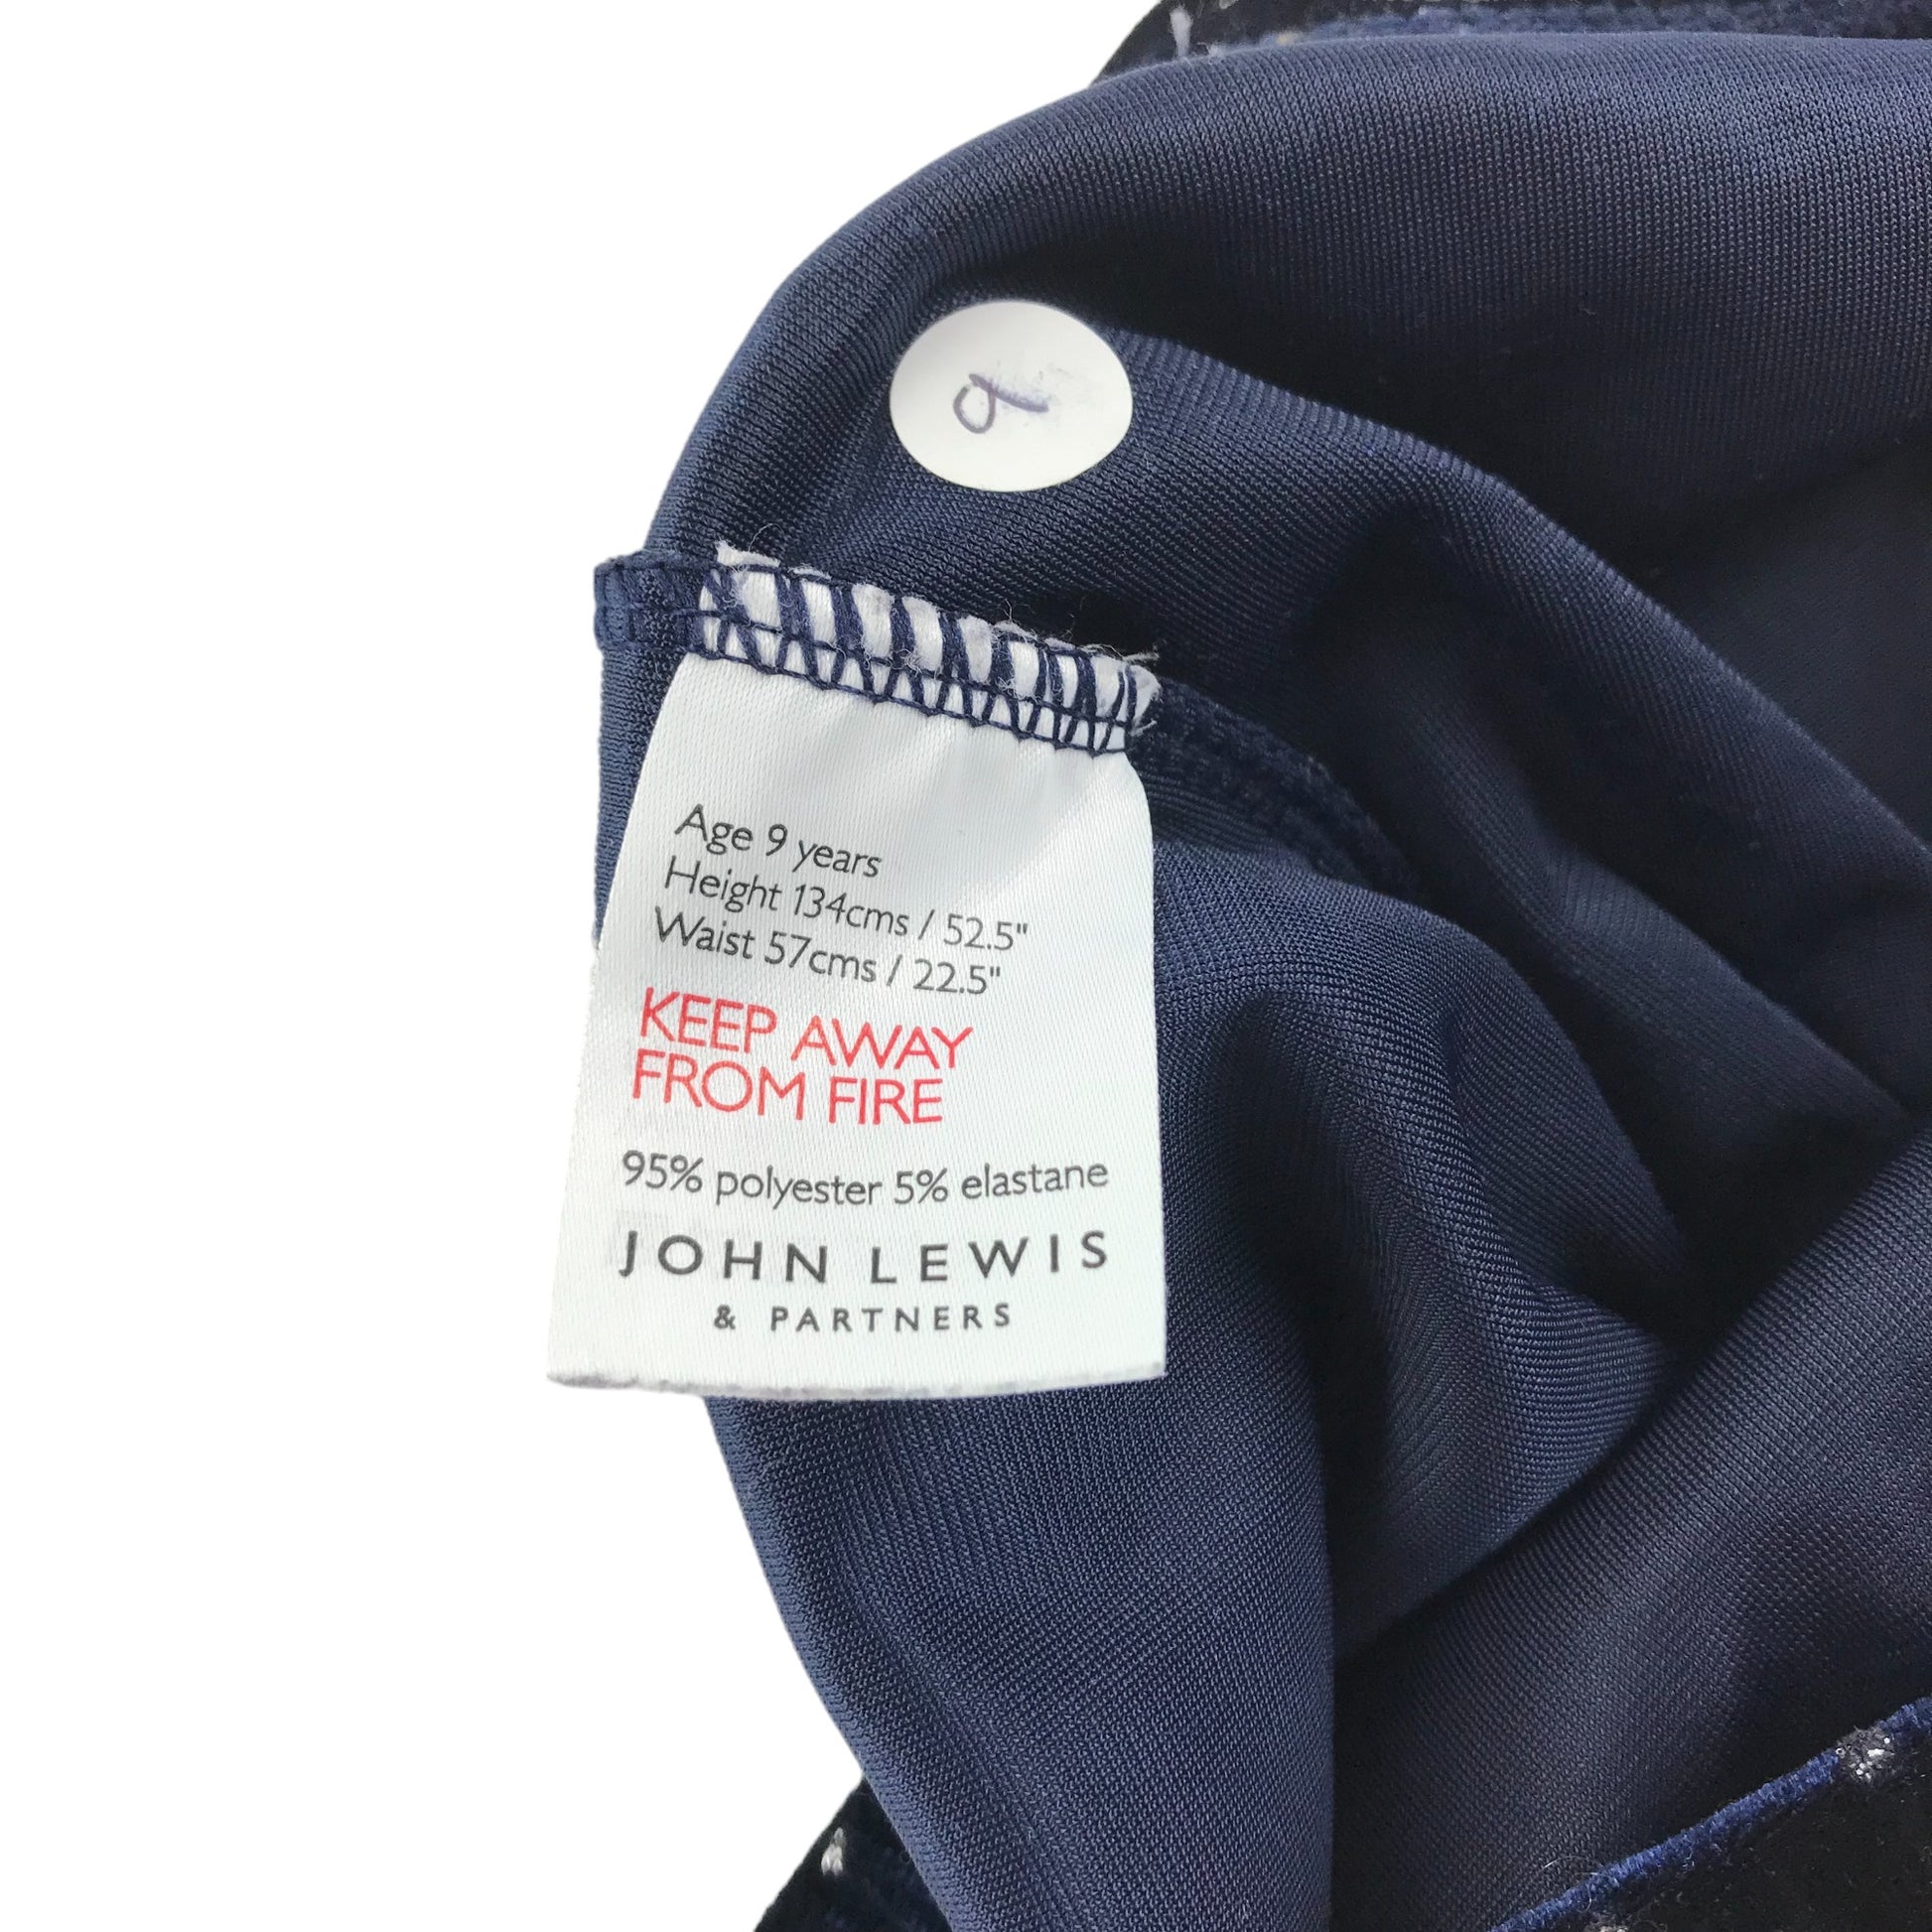 9
Age 9 years
Height 134cms / 52.5"
Waist 57cms / 22.5"
KEEP AWAY
FROM FIRE
95% polyester 5% elastane
JOHN LEWIS
& PARTNERS